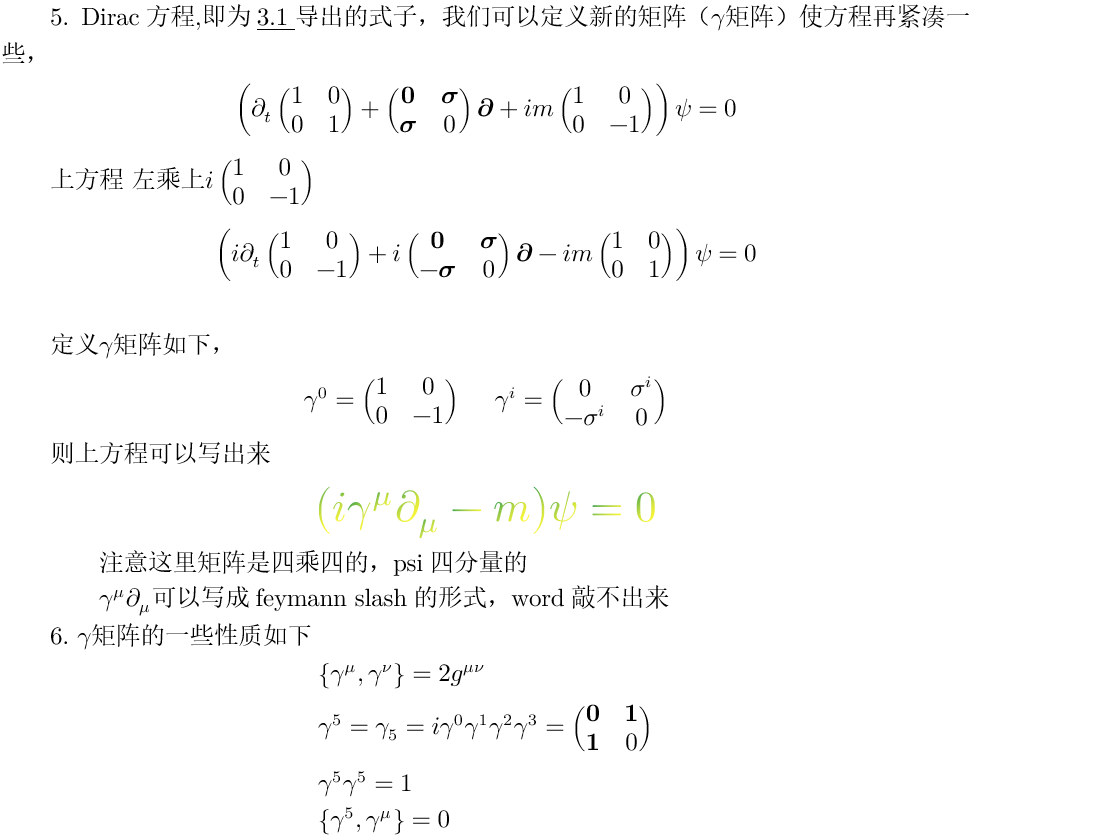 5. Dirac 方程,即为 3.1 导出的式子，我们可以定义新的矩阵（γ矩阵）使方程再紧凑一
些，
$$\left(\partial_t \begin{pmatrix} 1 & 0 \\ 0 & 1 \end{pmatrix} + \begin{pmatrix} \mathbf{0} & \boldsymbol{\sigma} \\ \boldsymbol{\sigma} & 0 \end{pmatrix} \boldsymbol{\partial} + im \begin{pmatrix} 1 & 0 \\ 0 & -1 \end{pmatrix}\right) \psi = 0$$
上方程 左乘上$i \begin{pmatrix} 1 & 0 \\ 0 & -1 \end{pmatrix}$
$$\left(i\partial_t \begin{pmatrix} 1 & 0 \\ 0 & -1 \end{pmatrix} + i \begin{pmatrix} \mathbf{0} & \boldsymbol{\sigma} \\ -\boldsymbol{\sigma} & 0 \end{pmatrix} \boldsymbol{\partial} - im \begin{pmatrix} 1 & 0 \\ 0 & 1 \end{pmatrix}\right) \psi = 0$$
定义γ矩阵如下，
$$\gamma^0 = \begin{pmatrix} 1 & 0 \\ 0 & -1 \end{pmatrix} \quad \gamma^i = \begin{pmatrix} 0 & \sigma^i \\ -\sigma^i & 0 \end{pmatrix}$$
则上方程可以写出来
$$(i\gamma^\mu \partial_\mu - m)\psi = 0$$
注意这里矩阵是四乘四的，psi 四分量的
$\gamma^\mu \partial_\mu$可以写成 feymann slash 的形式，word 敲不出来
6. γ矩阵的一些性质如下
$$\{\gamma^\mu, \gamma^\nu\} = 2g^{\mu\nu}$$
$$\gamma^5 = \gamma_5 = i\gamma^0\gamma^1\gamma^2\gamma^3 = \begin{pmatrix} \mathbf{0} & \mathbf{1} \\ \mathbf{1} & 0 \end{pmatrix}$$
$$\gamma^5\gamma^5 = 1$$
$$\{\gamma^5, \gamma^\mu\} = 0$$